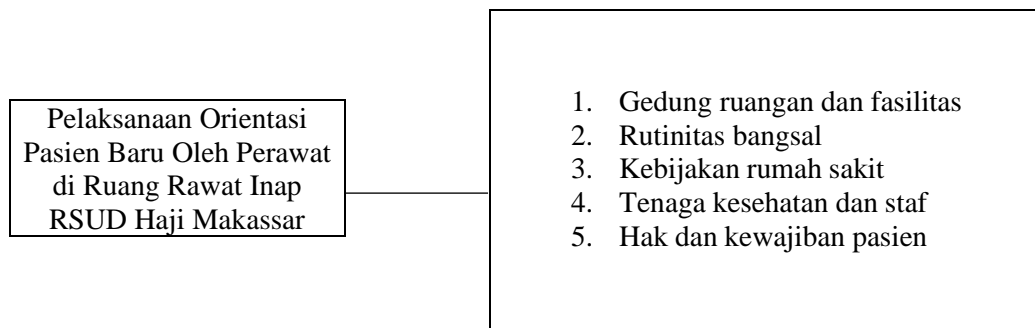 Pelaksanaan Orientasi
Pasien Baru Oleh Perawat
di Ruang Rawat Inap
RSUD Haji Makassar
1. Gedung ruangan dan fasilitas
2. Rutinitas bangsal
3. Kebijakan rumah sakit
4. Tenaga kesehatan dan staf
5. Hak dan kewajiban pasien